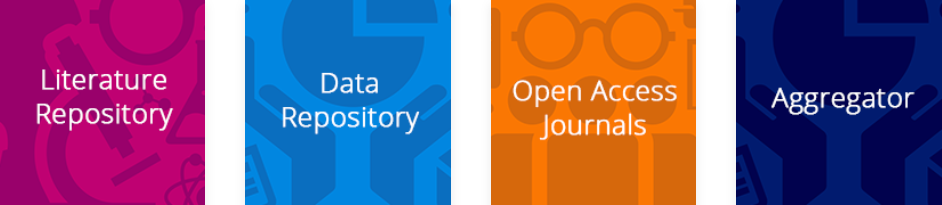 Literature
Repository
Data
Repository
Open Access
Journals
Aggregator